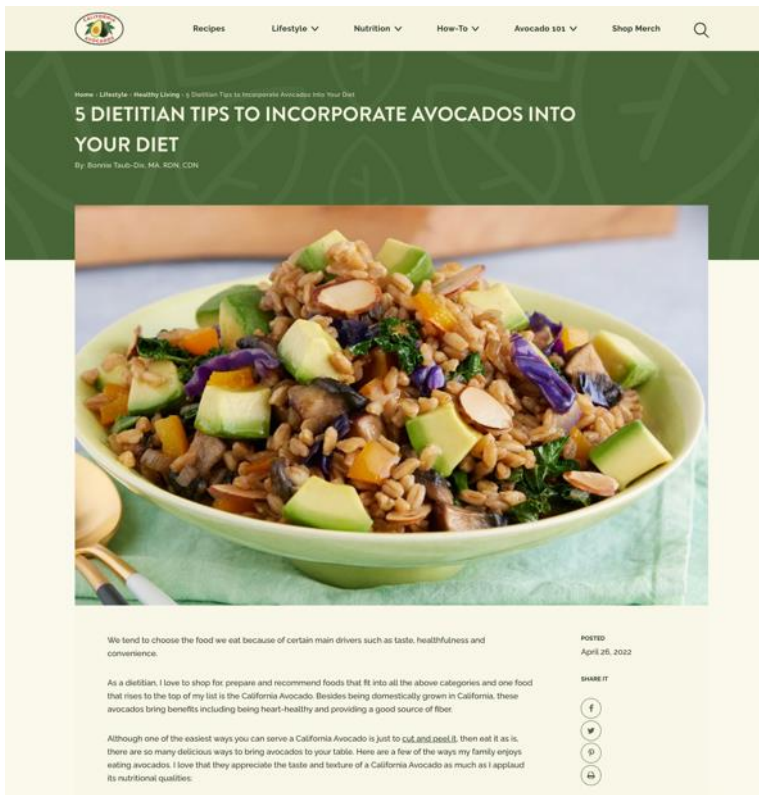 CALIFORNIA
AVOCADOS
Recipes
Lifestyle
Nutrition
How-To
Avocado 101
Shop Merch
Home › Lifestyle › Healthy Living › 5 Dietitian Tips to Incorporate Avocados Into Your Diet
5 DIETITIAN TIPS TO INCORPORATE AVOCADOS INTO
YOUR DIET
By: Bonnie Taub-Dix, MA, RDN, CDN
We tend to choose the food we eat because of certain main drivers such as taste, healthfulness and
convenience.
As a dietitian, I love to shop for, prepare and recommend foods that fit into all the above categories and one food
that rises to the top of my list is the California Avocado. Besides being domestically grown in California, these
avocados bring benefits including being heart-healthy and providing a good source of fiber.
Although one of the easiest ways you can serve a California Avocado is just to cut and peel it, then eat it as is,
there are so many delicious ways to bring avocados to your table. Here are a few of the ways my family enjoys
eating avocados. I love that they appreciate the taste and texture of a California Avocado as much as I applaud
its nutritional qualities:
POSTED
April 26, 2022
SHARE IT